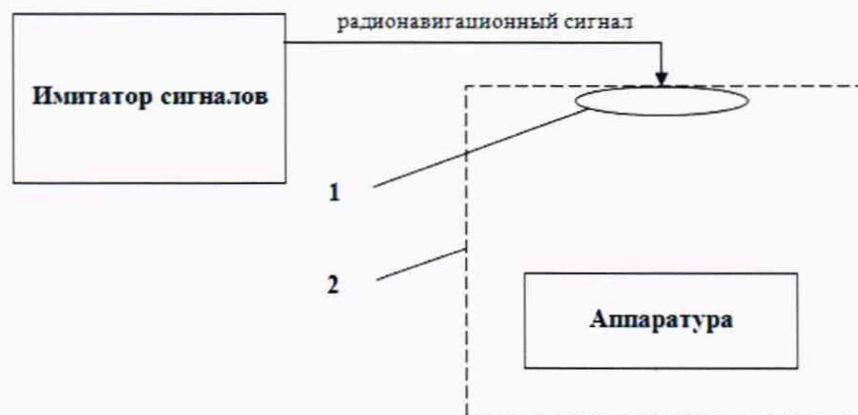 радионавигационный сигнал
Имитатор сигналов
1
2
Аппаратура